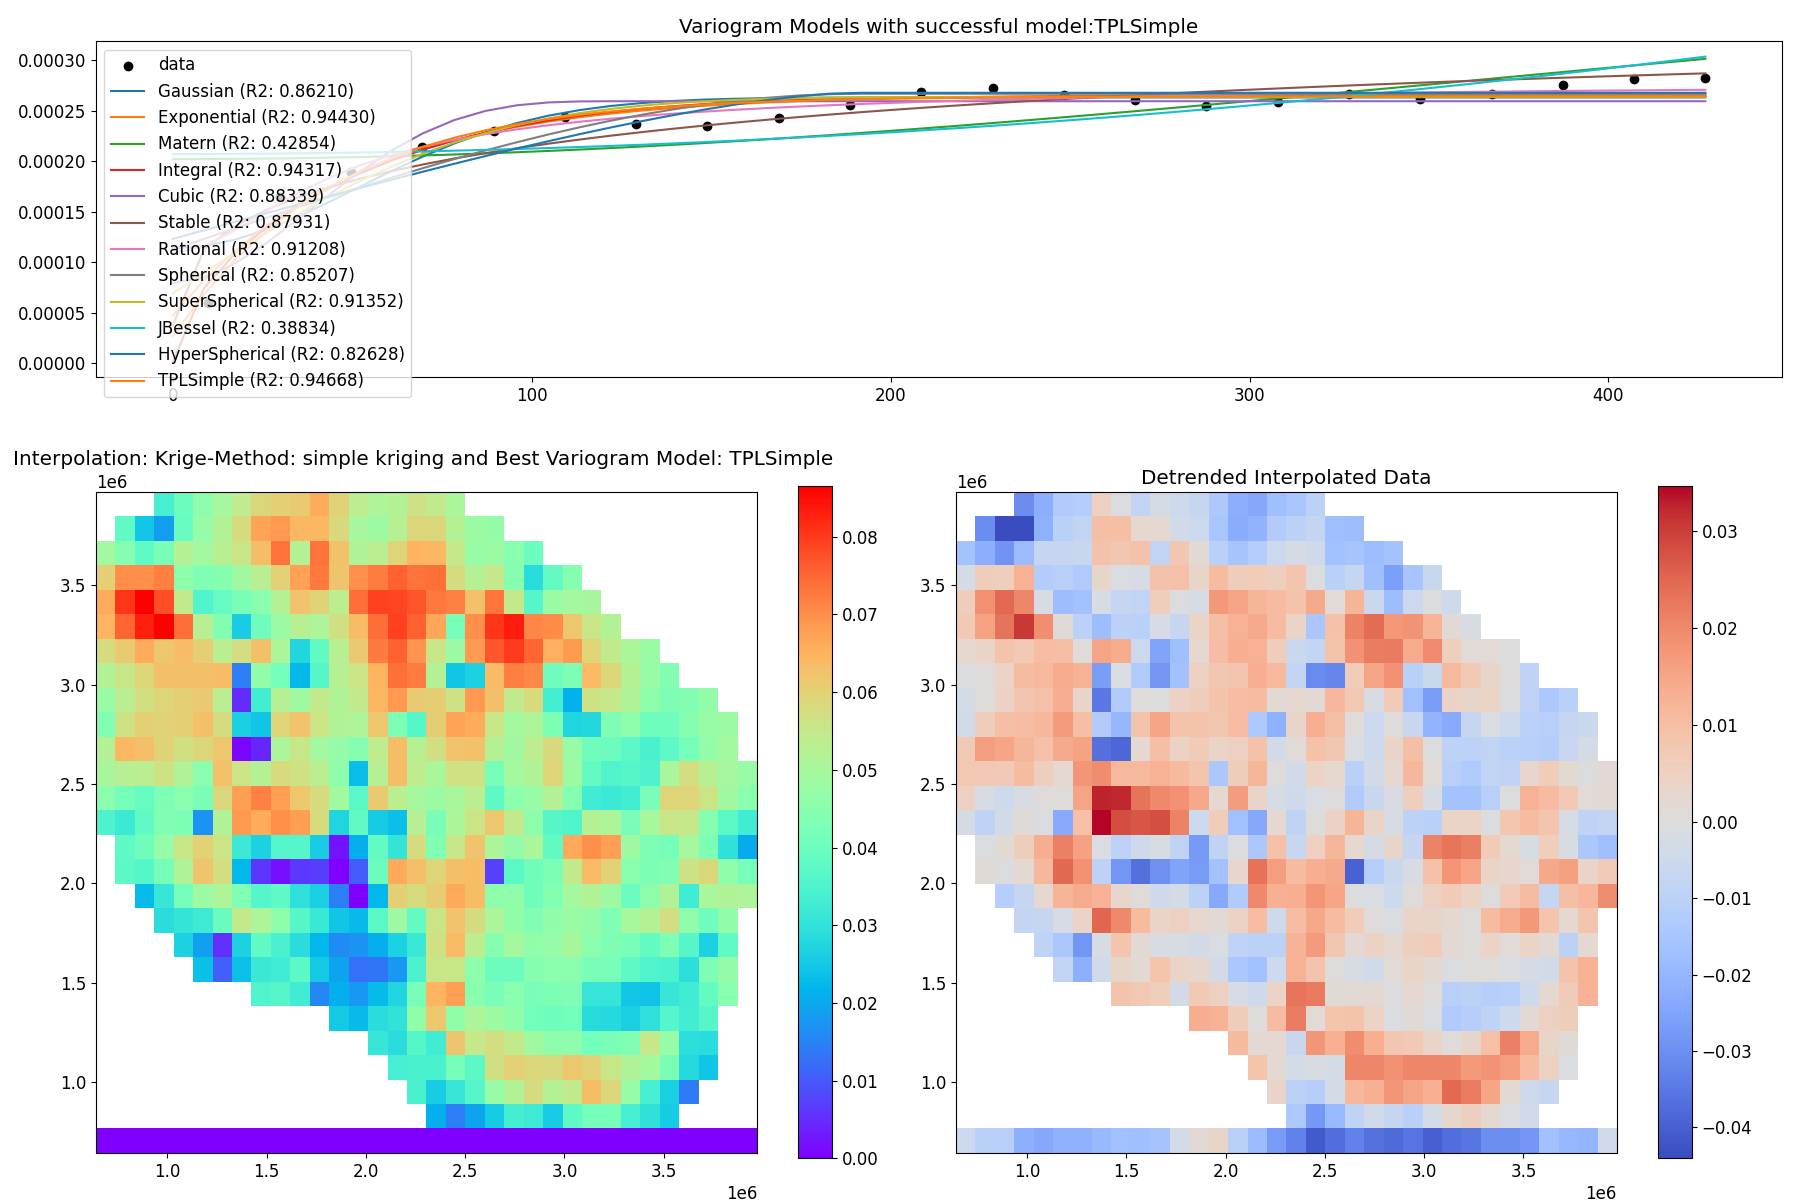 Variogram Models with successful model:TPLSimple
0.00030
0.00025
0.00020
0.00015
0.00010
0.00005
0.00000
data
Gaussian (R2: 0.86210)
Exponential (R2: 0.94430)
Matern (R2: 0.42854)
Integral (R2: 0.94317)
Cubic (R2: 0.88339)
Stable (R2: 0.87931)
Rational (R2: 0.91208)
Spherical (R2: 0.85207)
SuperSpherical (R2: 0.91352)
JBessel (R2: 0.38834)
HyperSpherical (R2: 0.82628)
TPLSimple (R2: 0.94668)
0 100 200 300 400
Interpolation: Krige-Method: simple kriging and Best Variogram Model: TPLSimple
1e6
3.5
3.0
2.5
2.0
1.5
1.0
1.0 1.5 2.0 2.5 3.0 3.5
1e6
0.08
0.07
0.06
0.05
0.04
0.03
0.02
0.01
0.00
Detrended Interpolated Data
1e6
3.5
3.0
2.5
2.0
1.5
1.0
1.0 1.5 2.0 2.5 3.0 3.5
1e6
0.03
0.02
0.01
0.00
−0.01
−0.02
−0.03
−0.04